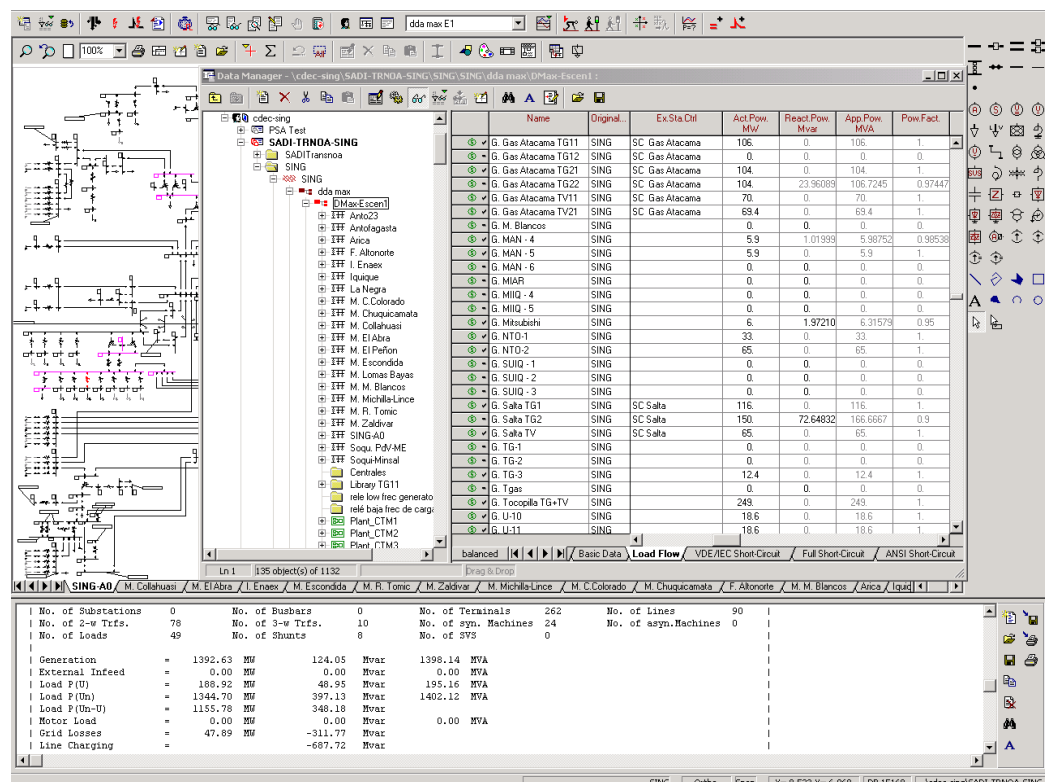 dda max E1
100%
Data Manager - \cdec-sing\SADI-TRNOA-SING\SING\SING\dda max\DMax-Escen1 :
cdec-sing
PSA Test
SADI-TRNOA-SING
SADITransnoa
SING
SING
dda max
DMax-Escen1
Anto23
Antofagasta
Arica
F. Altonorte
I. Enaex
Iquique
La Negra
M. C.Colorado
M. Chuquicamata
M. Collahuasi
M. El Abra
M. El Peñon
M. Escondida
M. Lomas Bayas
M. M. Blancos
M. Michilla-Lince
M. R. Tomic
M. Zaldivar
SING-A0
Soqu. PdV-ME
Soqui-Minsal
Centrales
Library TG11
rele low frec generato
relé baja frec de carga
Plant_CTM1
Plant_CTM2
Plant_CTM3
Name Original... Ex.Sta.Ctrl Act.Pow. MW React.Pow. Mvar App.Pow. MVA Pow.Fact.
G. Gas Atacama TG11 SING SC Gas Atacama 106. 0. 106. 1.
G. Gas Atacama TG12 SING SC Gas Atacama 0. 0. 0. 0.
G. Gas Atacama TG21 SING SC Gas Atacama 104. 0. 104. 1.
G. Gas Atacama TG22 SING SC Gas Atacama 104. 23.96089 106.7245 0.97447
G. Gas Atacama TV11 SING SC Gas Atacama 70. 0. 70. 1.
G. Gas Atacama TV21 SING SC Gas Atacama 69.4 0. 69.4 1.
G. M. Blancos SING 0. 0. 0. 0.
G. MAN - 4 SING 5.9 1.01999 5.98752 0.98538
G. MAN - 5 SING 5.9 0. 5.9 1.
G. MAN - 6 SING 0. 0. 0. 0.
G. MIAR SING 0. 0. 0. 0.
G. MIIQ - 4 SING 0. 0. 0. 0.
G. MIIQ - 5 SING 0. 0. 0. 0.
G. Mitsubishi SING 6. 1.97210 6.31579 0.95
G. NTO-1 SING 33. 0. 33. 1.
G. NTO-2 SING 65. 0. 65. 1.
G. SUIQ - 1 SING 0. 0. 0. 0.
G. SUIQ - 2 SING 0. 0. 0. 0.
G. SUIQ - 3 SING 0. 0. 0. 0.
G. Salta TG1 SING SC Salta 116. 0. 116. 1.
G. Salta TG2 SING SC Salta 150. 72.64832 166.6667 0.9
G. Salta TV SING SC Salta 65. 0. 65. 1.
G. TG-1 SING 0. 0. 0. 0.
G. TG-2 SING 0. 0. 0. 0.
G. TG-3 SING 12.4 0. 12.4 1.
G. Tgas SING 0. 0. 0. 0.
G. Tocopilla TG+TV SING 249. 0. 249. 1.
G. U-10 SING 18.6 0. 18.6 1.
G. U-11 SING 18.6 0. 18.6 1.
balanced Basic Data Load Flow VDE/IEC Short-Circuit Full Short-Circuit ANSI Short-Circuit
Ln 1 135 object(s) of 1132 Drag & Drop
SING-A0 M. Collahuasi M. El Abra I. Enaex M. Escondida M. R. Tomic M. Zaldivar M. Michilla-Lince M. C.Colorado M. Chuquicamata F. Altonorte M. M. Blancos Arica Iquiq
No. of Substations 0 No. of Busbars 0 No. of Terminals 262 No. of Lines 90
No. of 2-w Trfs. 78 No. of 3-w Trfs. 10 No. of syn. Machines 24 No. of asyn.Machines 0
No. of Loads 49 No. of Shunts 8 No. of SVS 0
Generation = 1392.63 MW 124.05 Mvar 1398.14 MVA
External Infeed = 0.00 MW 0.00 Mvar 0.00 MVA
Load P(U) = 188.92 MW 48.95 Mvar 195.16 MVA
Load P(Un) = 1344.70 MW 397.13 Mvar 1402.12 MVA
Load P(Un-U) = 1155.78 MW 348.18 Mvar
Motor Load = 0.00 MW 0.00 Mvar 0.00 MVA
Grid Losses = 47.89 MW -311.77 Mvar
Line Charging = -687.72 Mvar